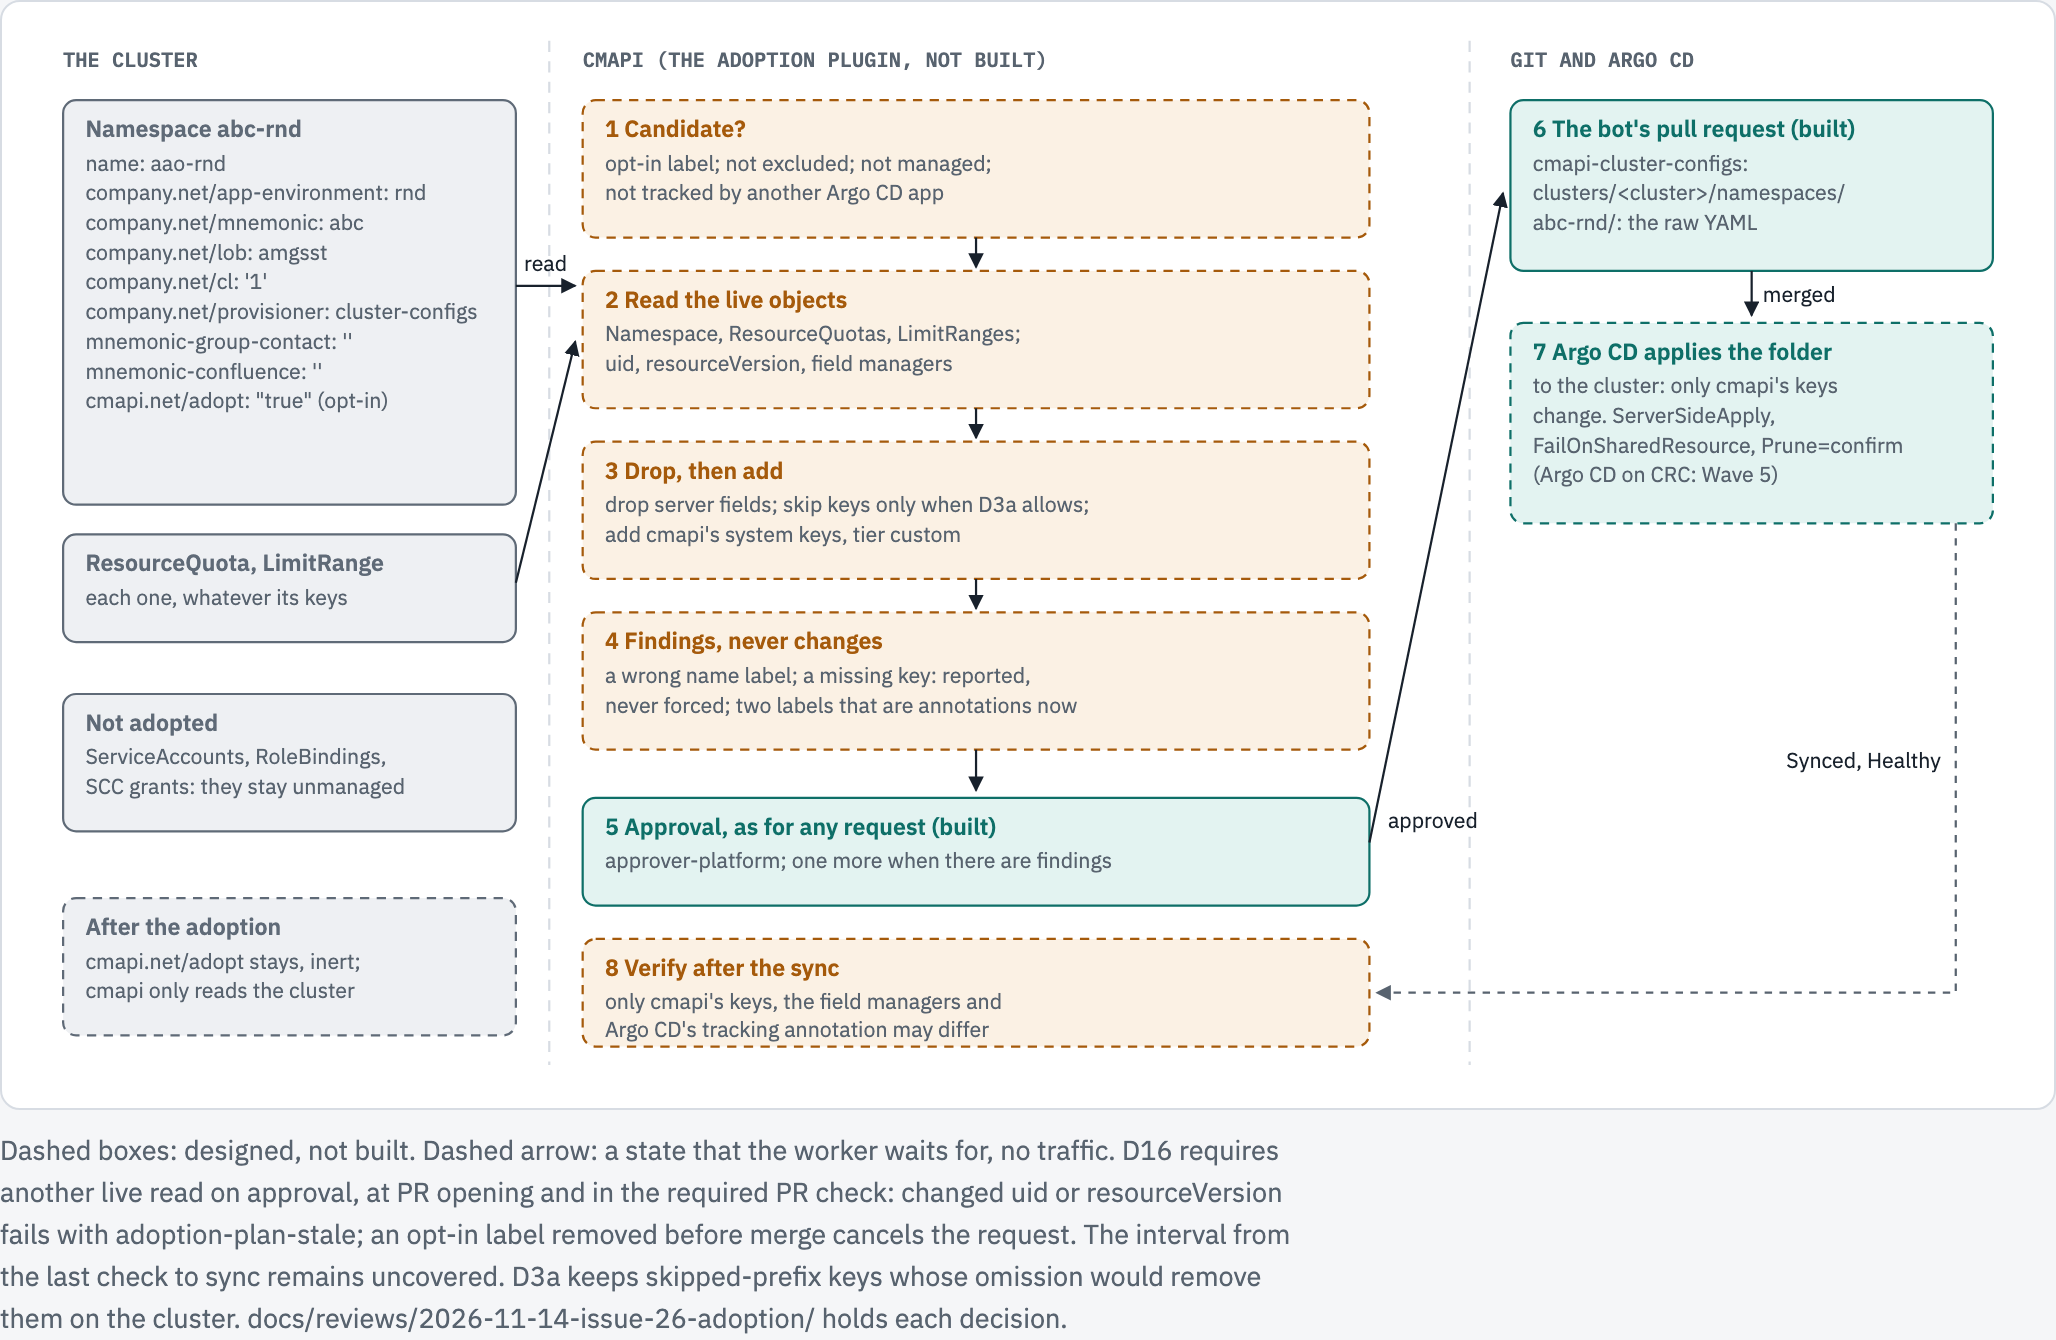 THE CLUSTER
Namespace abc-rnd
name: aao-rnd
company.net/app-environment: rnd
company.net/mnemonic: abc
company.net/lob: amgsst
company.net/cl: '1'
company.net/provisioner: cluster-configs
mnemonic-group-contact: ''
mnemonic-confluence: ''
cmapi.net/adopt: "true" (opt-in)
read
ResourceQuota, LimitRange
each one, whatever its keys
Not adopted
ServiceAccounts, RoleBindings,
SCC grants: they stay unmanaged
After the adoption
cmapi.net/adopt stays, inert;
cmapi only reads the cluster
CMAPI (THE ADOPTION PLUGIN, NOT BUILT)
1 Candidate?
opt-in label; not excluded; not managed;
not tracked by another Argo CD app
2 Read the live objects
Namespace, ResourceQuotas, LimitRanges;
uid, resourceVersion, field managers
3 Drop, then add
drop server fields; skip keys only when D3a allows;
add cmapi's system keys, tier custom
4 Findings, never changes
a wrong name label; a missing key: reported,
never forced; two labels that are annotations now
5 Approval, as for any request (built)
approver-platform; one more when there are findings
approved
8 Verify after the sync
only cmapi's keys, the field managers and
Argo CD's tracking annotation may differ
GIT AND ARGO CD
6 The bot's pull request (built)
cmapi-cluster-configs:
clusters/<cluster>/namespaces/
abc-rnd/: the raw YAML
merged
7 Argo CD applies the folder
to the cluster: only cmapi's keys
change. ServerSideApply,
FailOnSharedResource, Prune=confirm
(Argo CD on CRC: Wave 5)
Synced, Healthy
Dashed boxes: designed, not built. Dashed arrow: a state that the worker waits for, no traffic. D16 requires
another live read on approval, at PR opening and in the required PR check: changed uid or resourceVersion
fails with adoption-plan-stale; an opt-in label removed before merge cancels the request. The interval from
the last check to sync remains uncovered. D3a keeps skipped-prefix keys whose omission would remove
them on the cluster. docs/reviews/2026-11-14-issue-26-adoption/ holds each decision.